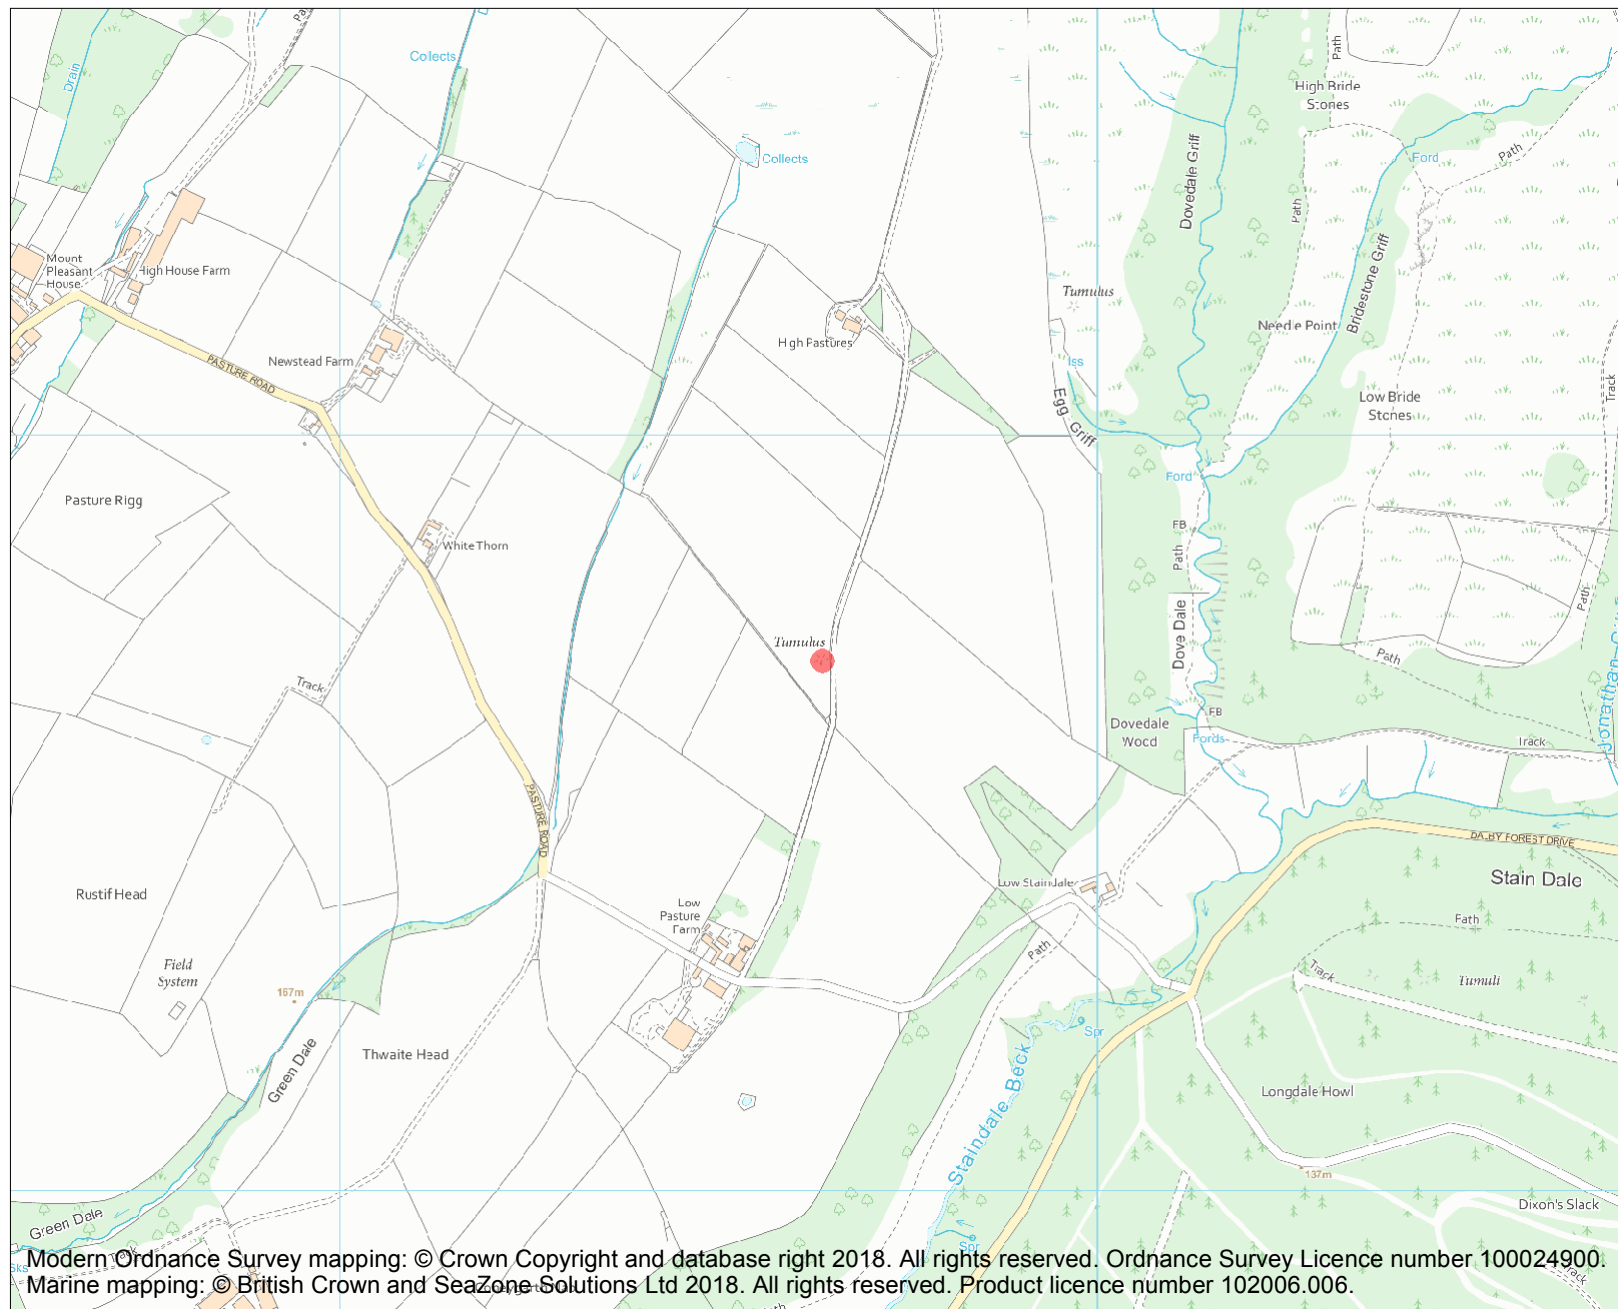 Collects
Drain
High Bride
Stones
Path
Dovedale Griff
Ford
Path
Collects
Path
Mount
Pleasant
House
High House Farm
Tumulus
Bridestone Griff
Needle Point
High Pastures
Newstead Farm
PASTURE ROAD
Iss
Track
Low Bride
Stones
Egg Griff
Ford
Pasture Rigg
FB
White Thorn
Path
Path
Dove Dale
Tumulus
Path
Track
FB
Dovedale
Wood
Fords
Track
PASTURE ROAD
DALBY FOREST DRIVE
Stain Dale
Low Staindale
Rustif Head
Low
Pasture
Farm
Path
Path
Field
System
Track
Tumuli
167m
Spr
Thwaite Head
Green Dale
Longdale Howl
Staindale Beck
137m
Dixon's Slack
Green Dale
Spr
Track
Track
Path
Modern Ordnance Survey mapping: © Crown Copyright and database right 2018. All rights reserved. Ordnance Survey Licence number 100024900.
Marine mapping: © British Crown and SeaZone Solutions Ltd 2018. All rights reserved. Product licence number 102006.006.